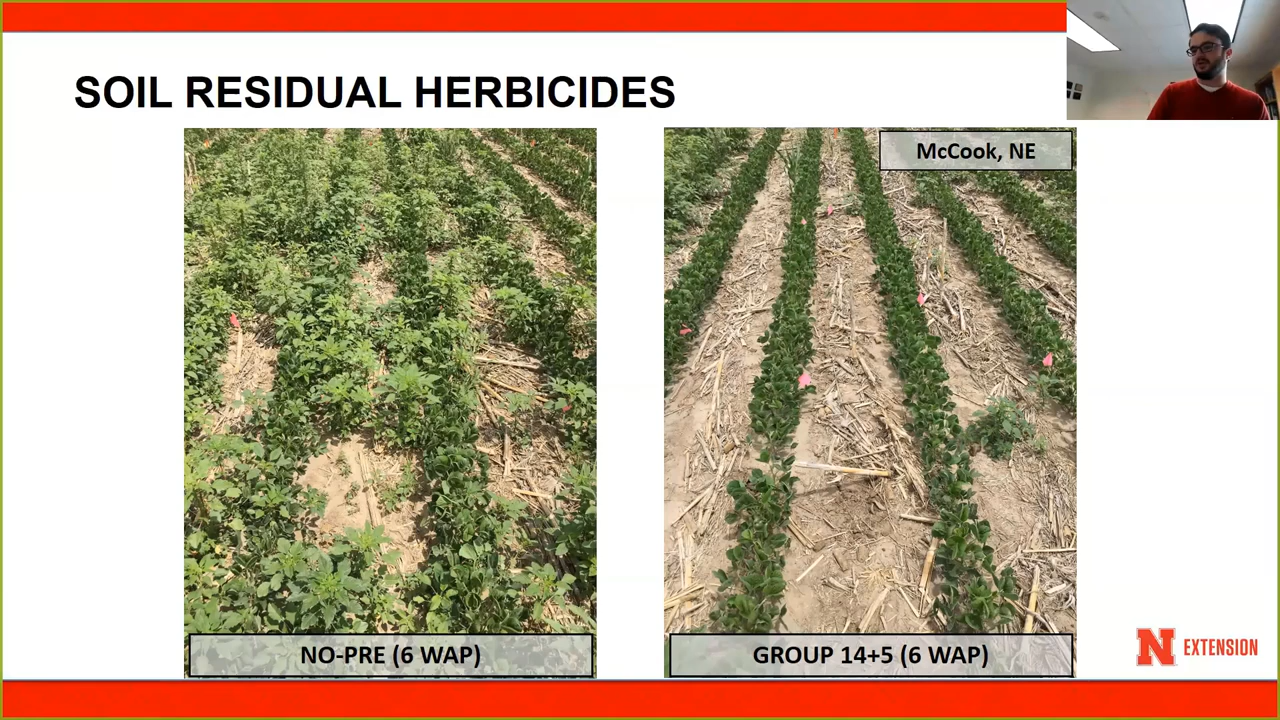 SOIL RESIDUAL HERBICIDES
McCook, NE
NO-PRE (6 WAP)
GROUP 14+5 (6 WAP)
N EXTENSION